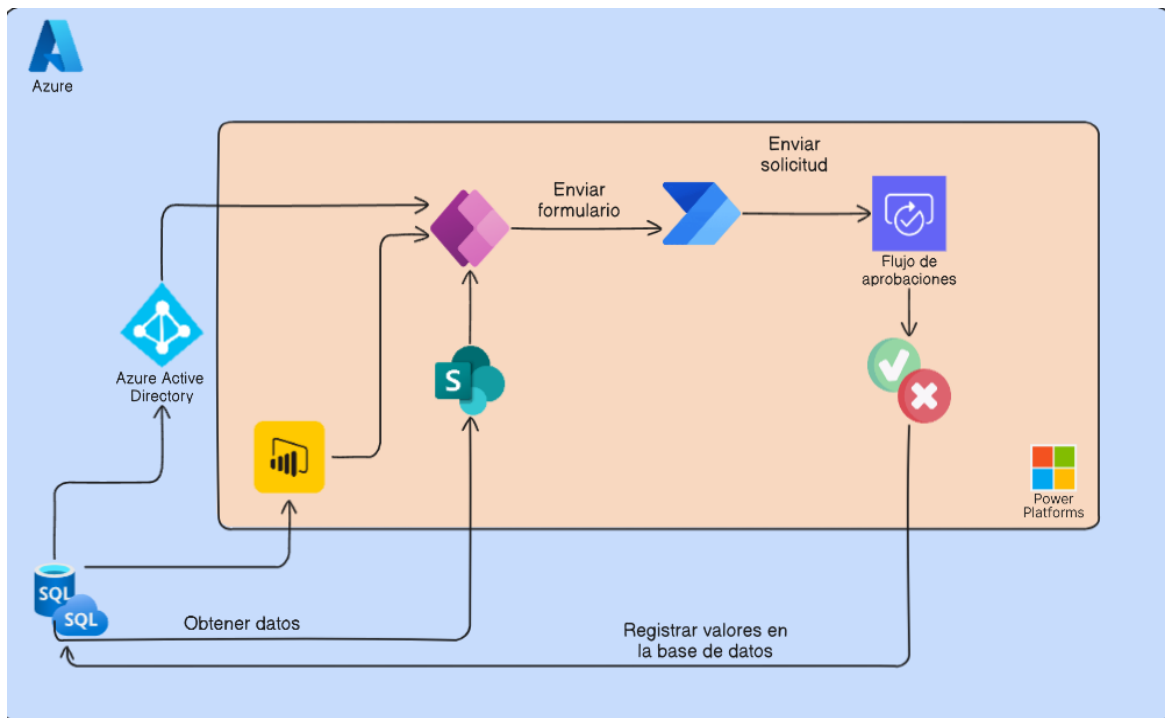 Azure
Enviar
solicitud
Enviar
formulario
Flujo de
aprobaciones
Azure Active
Directory
S
Power
Platforms
SQL
SQL
Obtener datos
Registrar valores en
la base de datos